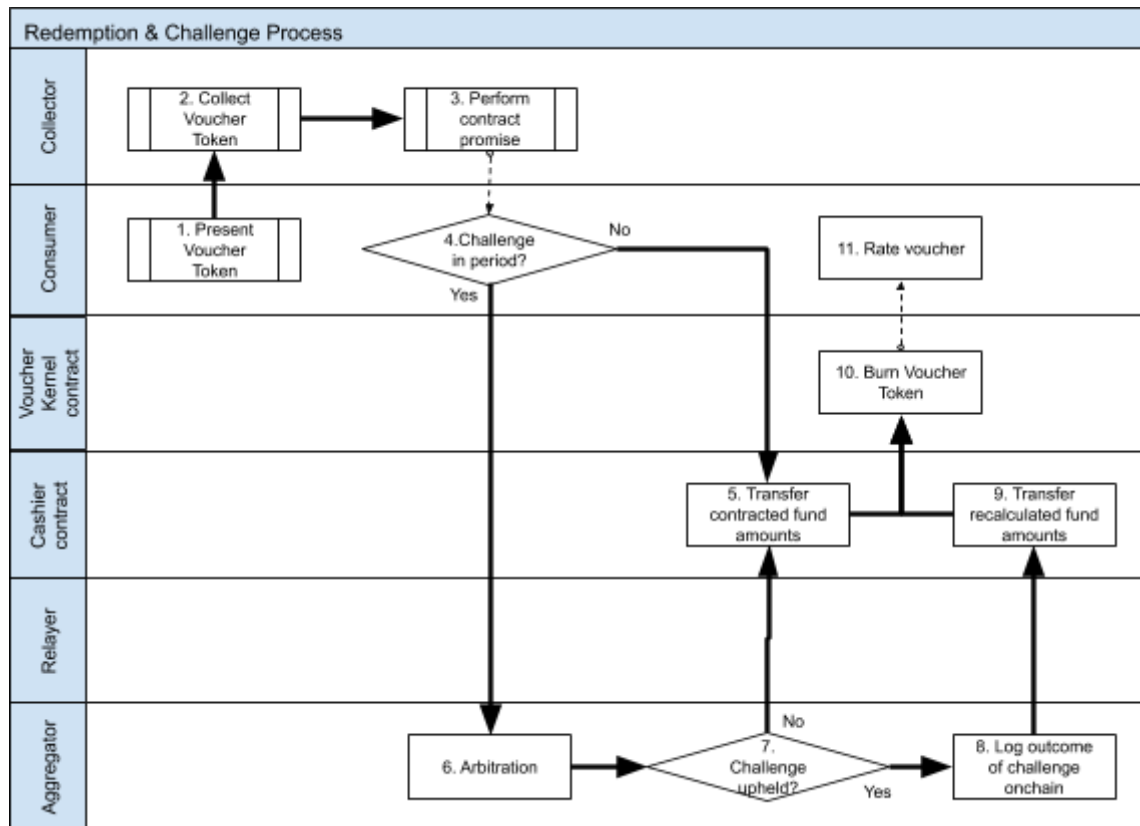 Redemption & Challenge Process
Collector
2. Collect
Voucher
Token
3. Perform
contract
promise
Consumer
1. Present
Voucher
Token
4.Challenge
in period?
No
Yes
11. Rate voucher
Voucher
Kernel
contract
10. Burn Voucher
Token
Cashier
contract
5. Transfer
contracted fund
amounts
9. Transfer
recalculated fund
amounts
Relayer
Aggregator
6. Arbitration
No
7.
Challenge
upheld?
Yes
8. Log outcome
of challenge
onchain